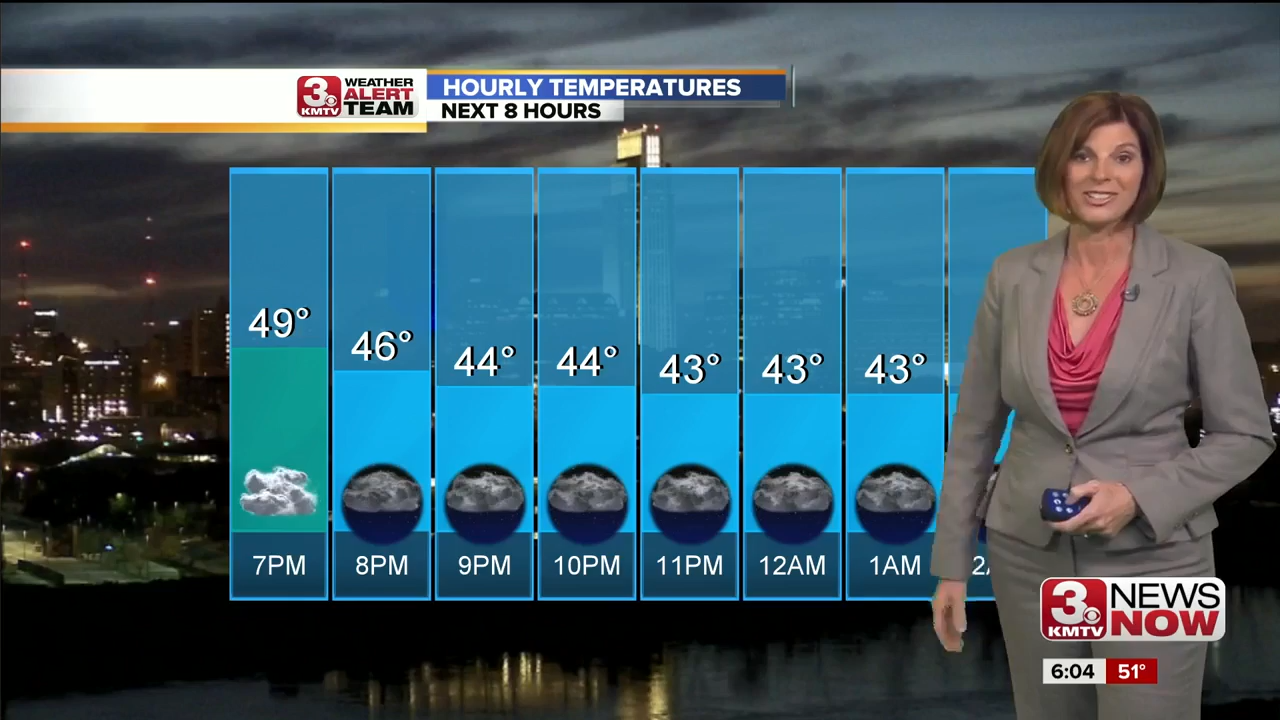 3 KMTV
WEATHER ALERT TEAM
HOURLY TEMPERATURES
NEXT 8 HOURS
49° 46° 44° 44° 43° 43° 43°
7PM 8PM 9PM 10PM 11PM 12AM 1AM 2
3 KMTV
NEWS NOW
6:04 51°